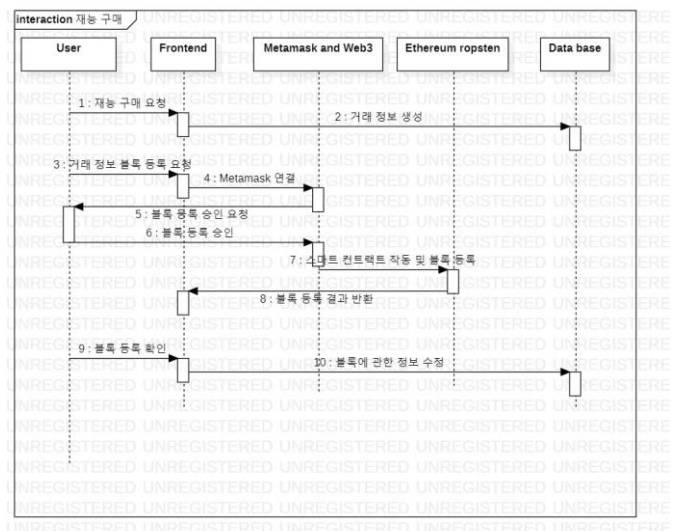 interaction 재능 구매
User
Frontend
Metamask and Web3
Ethereum ropsten
Data base
1 : 재능 구매 요청
2 : 거래 정보 생성
3 : 거래 정보 블록 등록 요청
4 : Metamask 연결
5 : 블록 등록 승인 요청
6 : 블록 등록 승인
7 : 스마트 컨트랙트 작동 및 블록 등록
8 : 블록 등록 결과 반환
9 : 블록 등록 확인
10 : 블록에 관한 정보 수정
UNREGISTERED UNREGISTERED UNREGISTERED UNREGISTERED UNREGISTERE